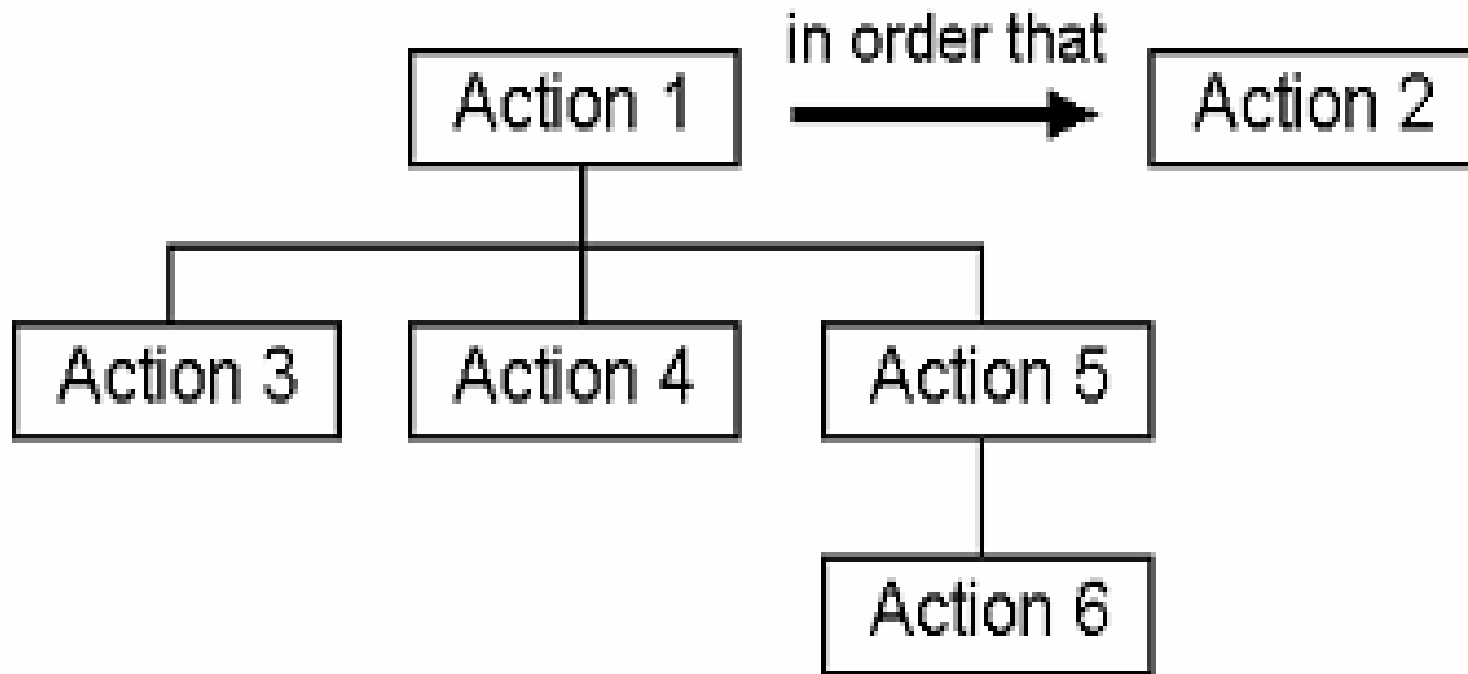 in order that
Action 1
Action 2
Action 3
Action 4
Action 5
Action 6